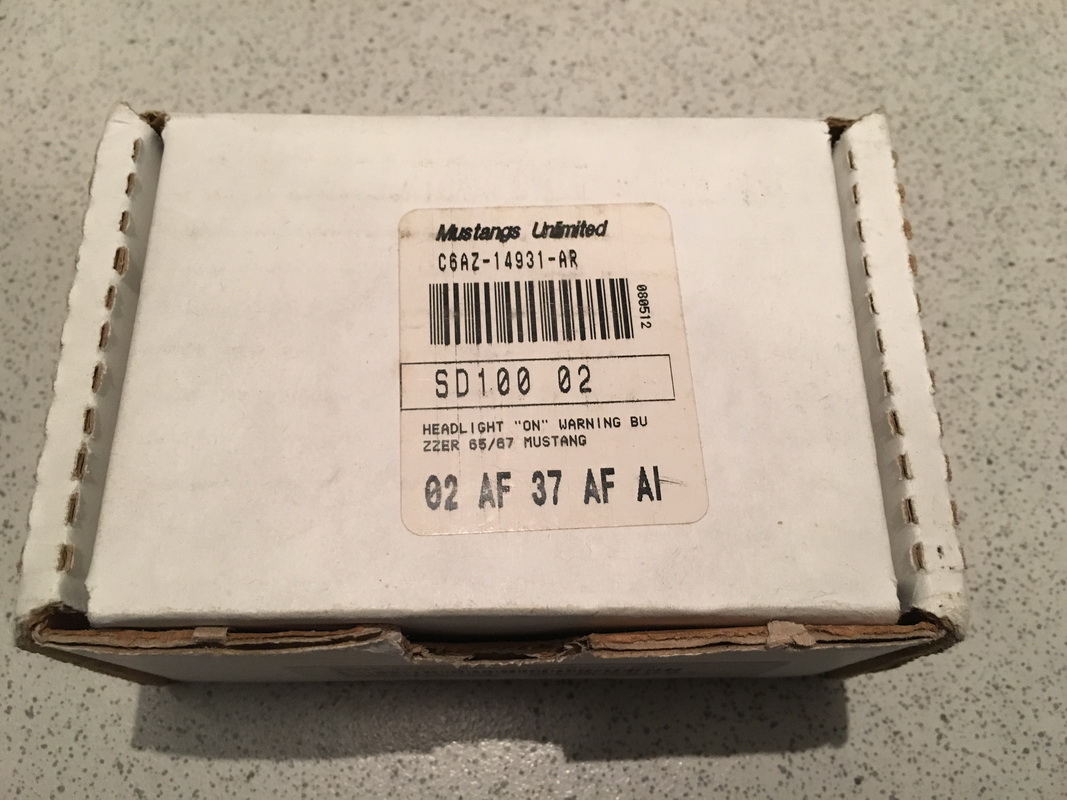 Mustangs Unlimited
C6AZ-14931-AR
080512
SD100 02
HEADLIGHT "ON" WARNING BU
ZZER 65/67 MUSTANG
02 AF 37 AF AI